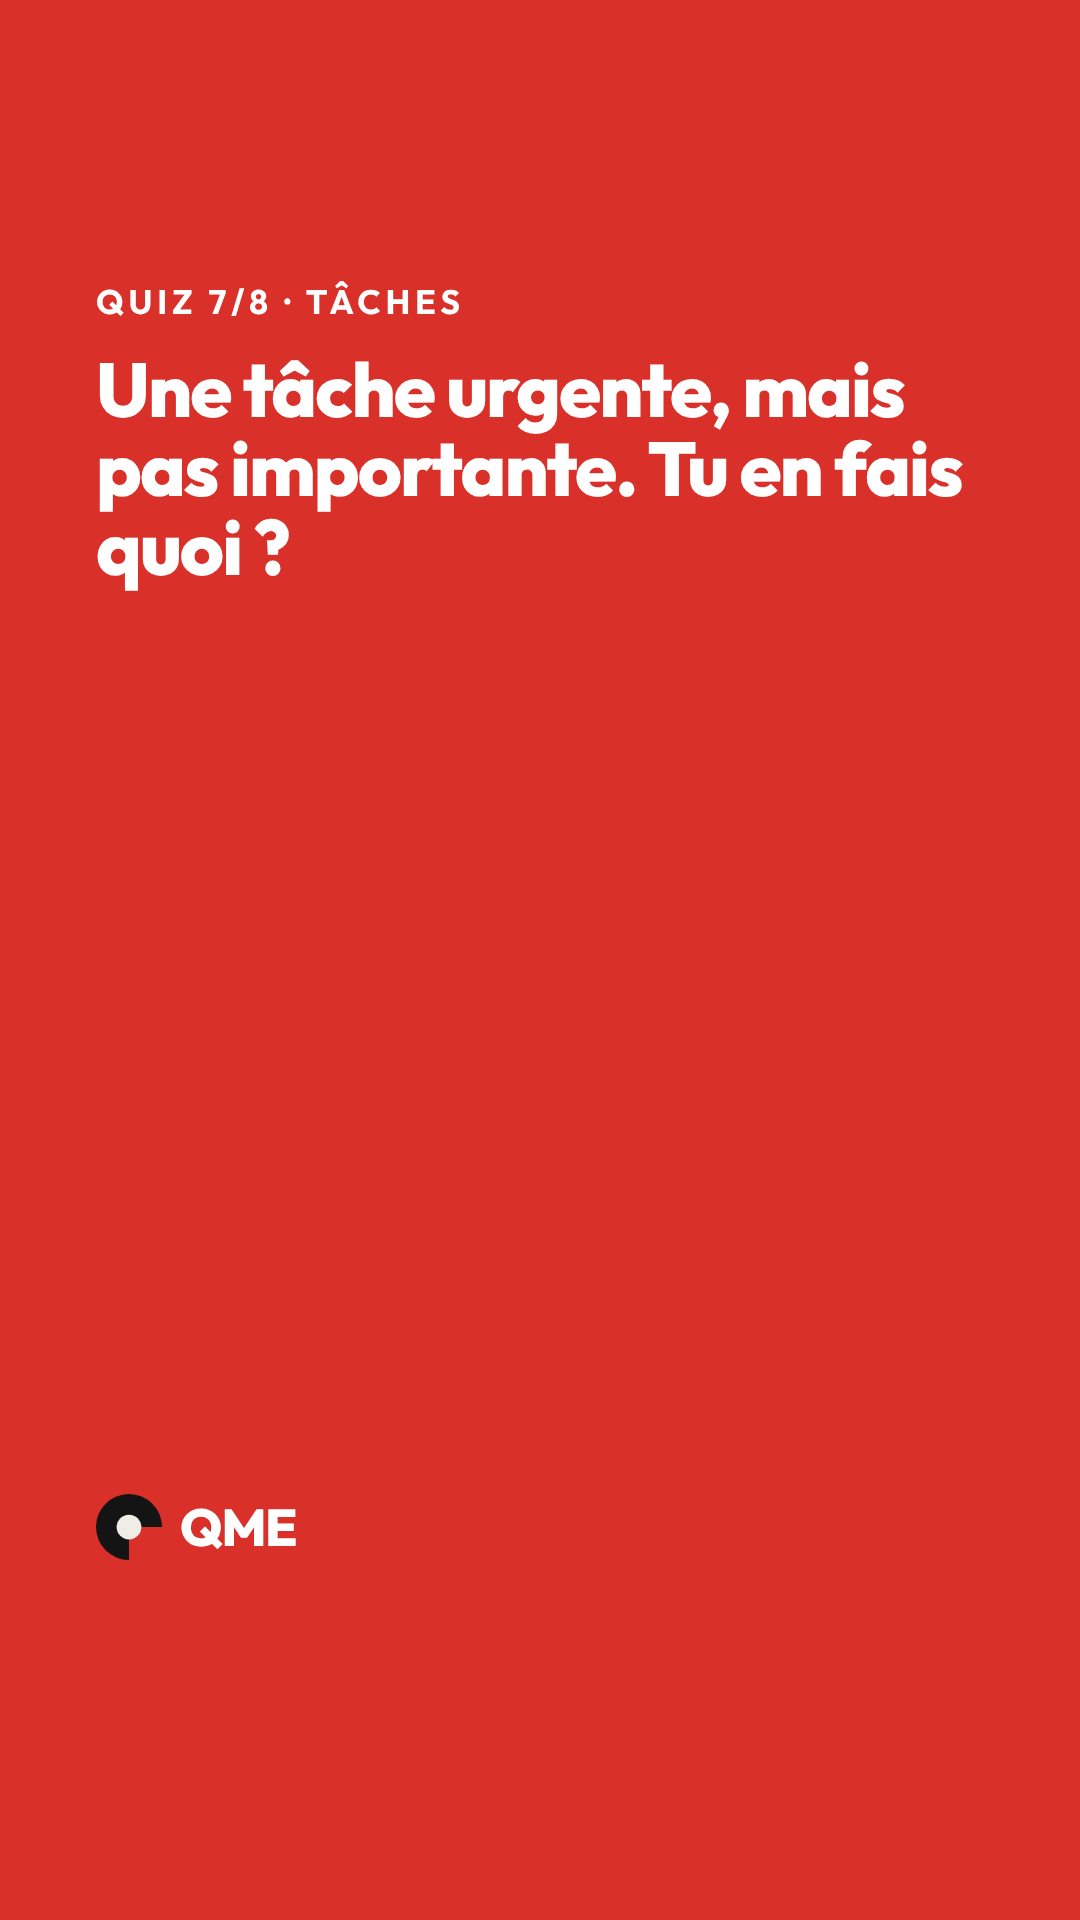 QUIZ 7/8 · TÂCHES
Une tâche urgente, mais
pas importante. Tu en fais
quoi ?
QME